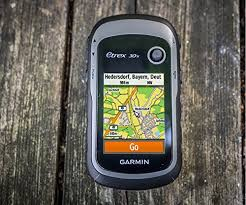 etrex 30x
Hedersdorf, Bayern, Deut
Go
GARMIN